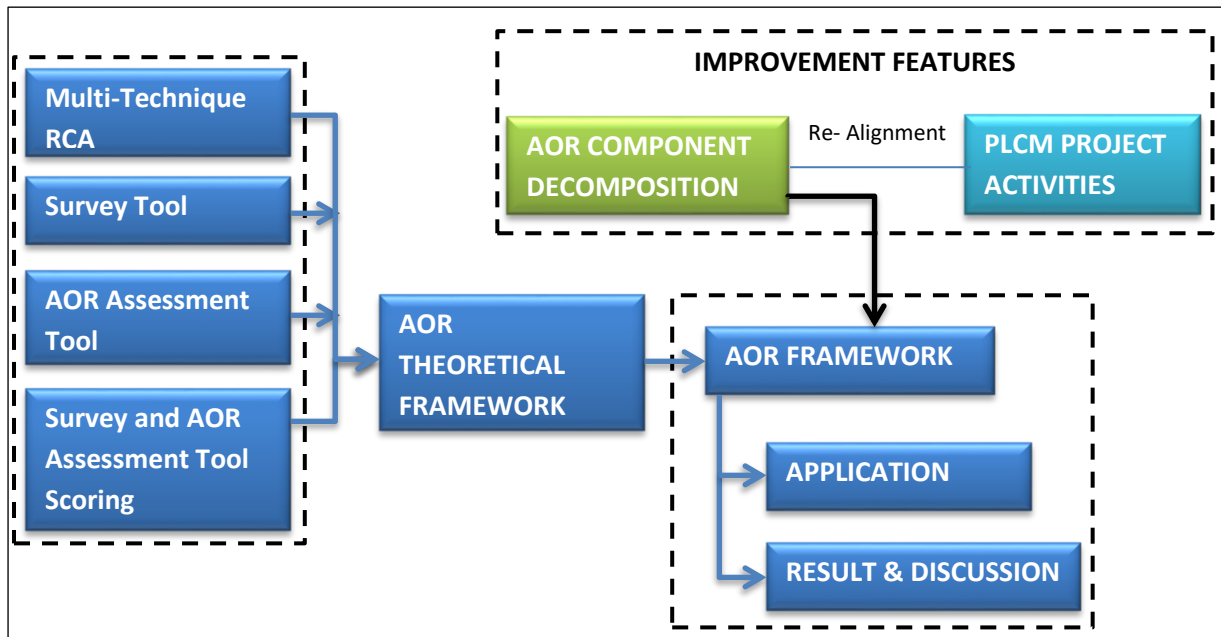 Multi-Technique
RCA
Survey Tool
AOR Assessment
Tool
Survey and AOR
Assessment Tool
Scoring
AOR
THEORETICAL
FRAMEWORK
IMPROVEMENT FEATURES
AOR COMPONENT
DECOMPOSITION
Re- Alignment
PLCM PROJECT
ACTIVITIES
AOR FRAMEWORK
APPLICATION
RESULT & DISCUSSION